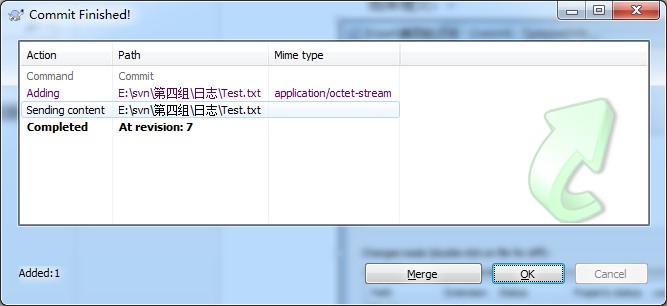 Commit Finished!
Action Path Mime type
Command Commit
Adding E:\svn\第四组\日志\Test.txt application/octet-stream
Sending content E:\svn\第四组\日志\Test.txt
Completed At revision: 7
Added:1
Merge OK Cancel